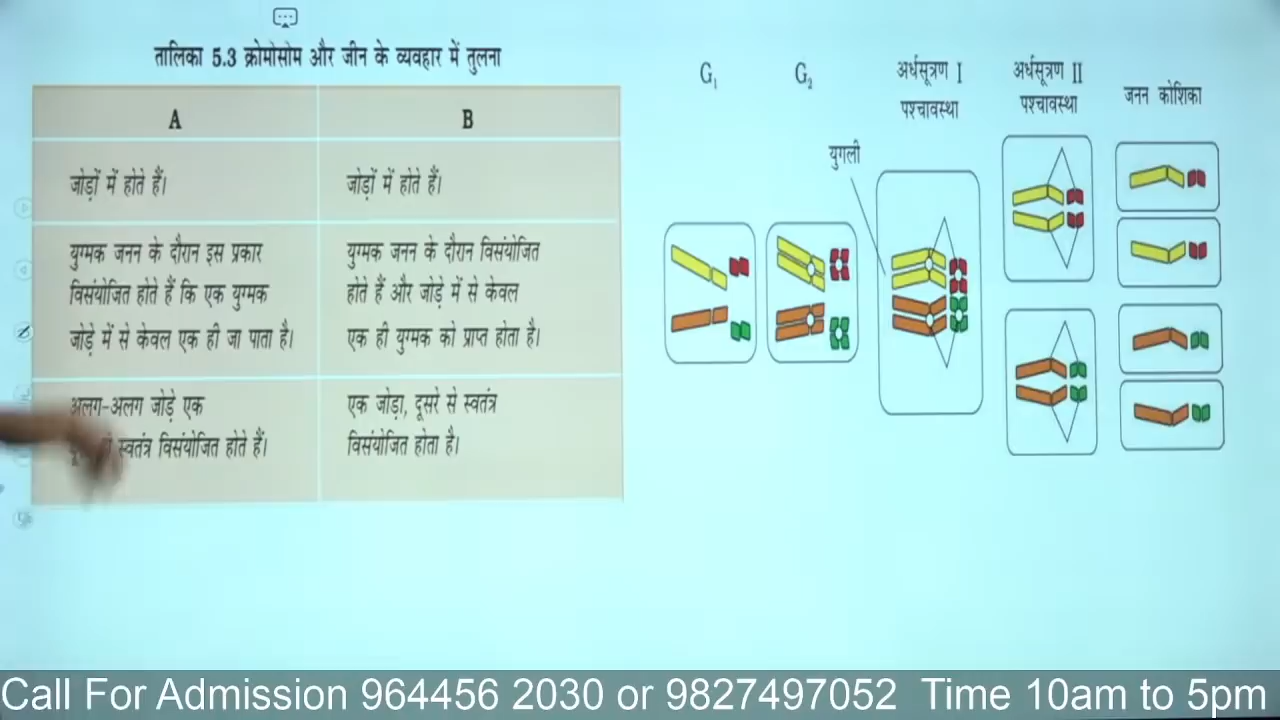 तालिका 5.3 क्रोमोसोम और जीन के व्यवहार में तुलना
A
B
जोड़ों में होते हैं।
जोड़ों में होते हैं।
युग्मक जनन के दौरान इस प्रकार
विसंयोजित होते हैं कि एक युग्मक
जोड़े में से केवल एक ही जा पाता है।
युग्मक जनन के दौरान विसंयोजित
होते हैं और जोड़े में से केवल
एक ही युग्मक को प्राप्त होता है।
अलग-अलग जोड़े एक
स्वतंत्र विसंयोजित होते हैं।
एक जोड़ा, दूसरे से स्वतंत्र
विसंयोजित होता है।
G₁
G₂
अर्धसूत्रण I
पश्चावस्था
अर्धसूत्रण II
पश्चावस्था
जनन कोशिका
युगली
Call For Admission 964456 2030 or 9827497052 Time 10am to 5pm